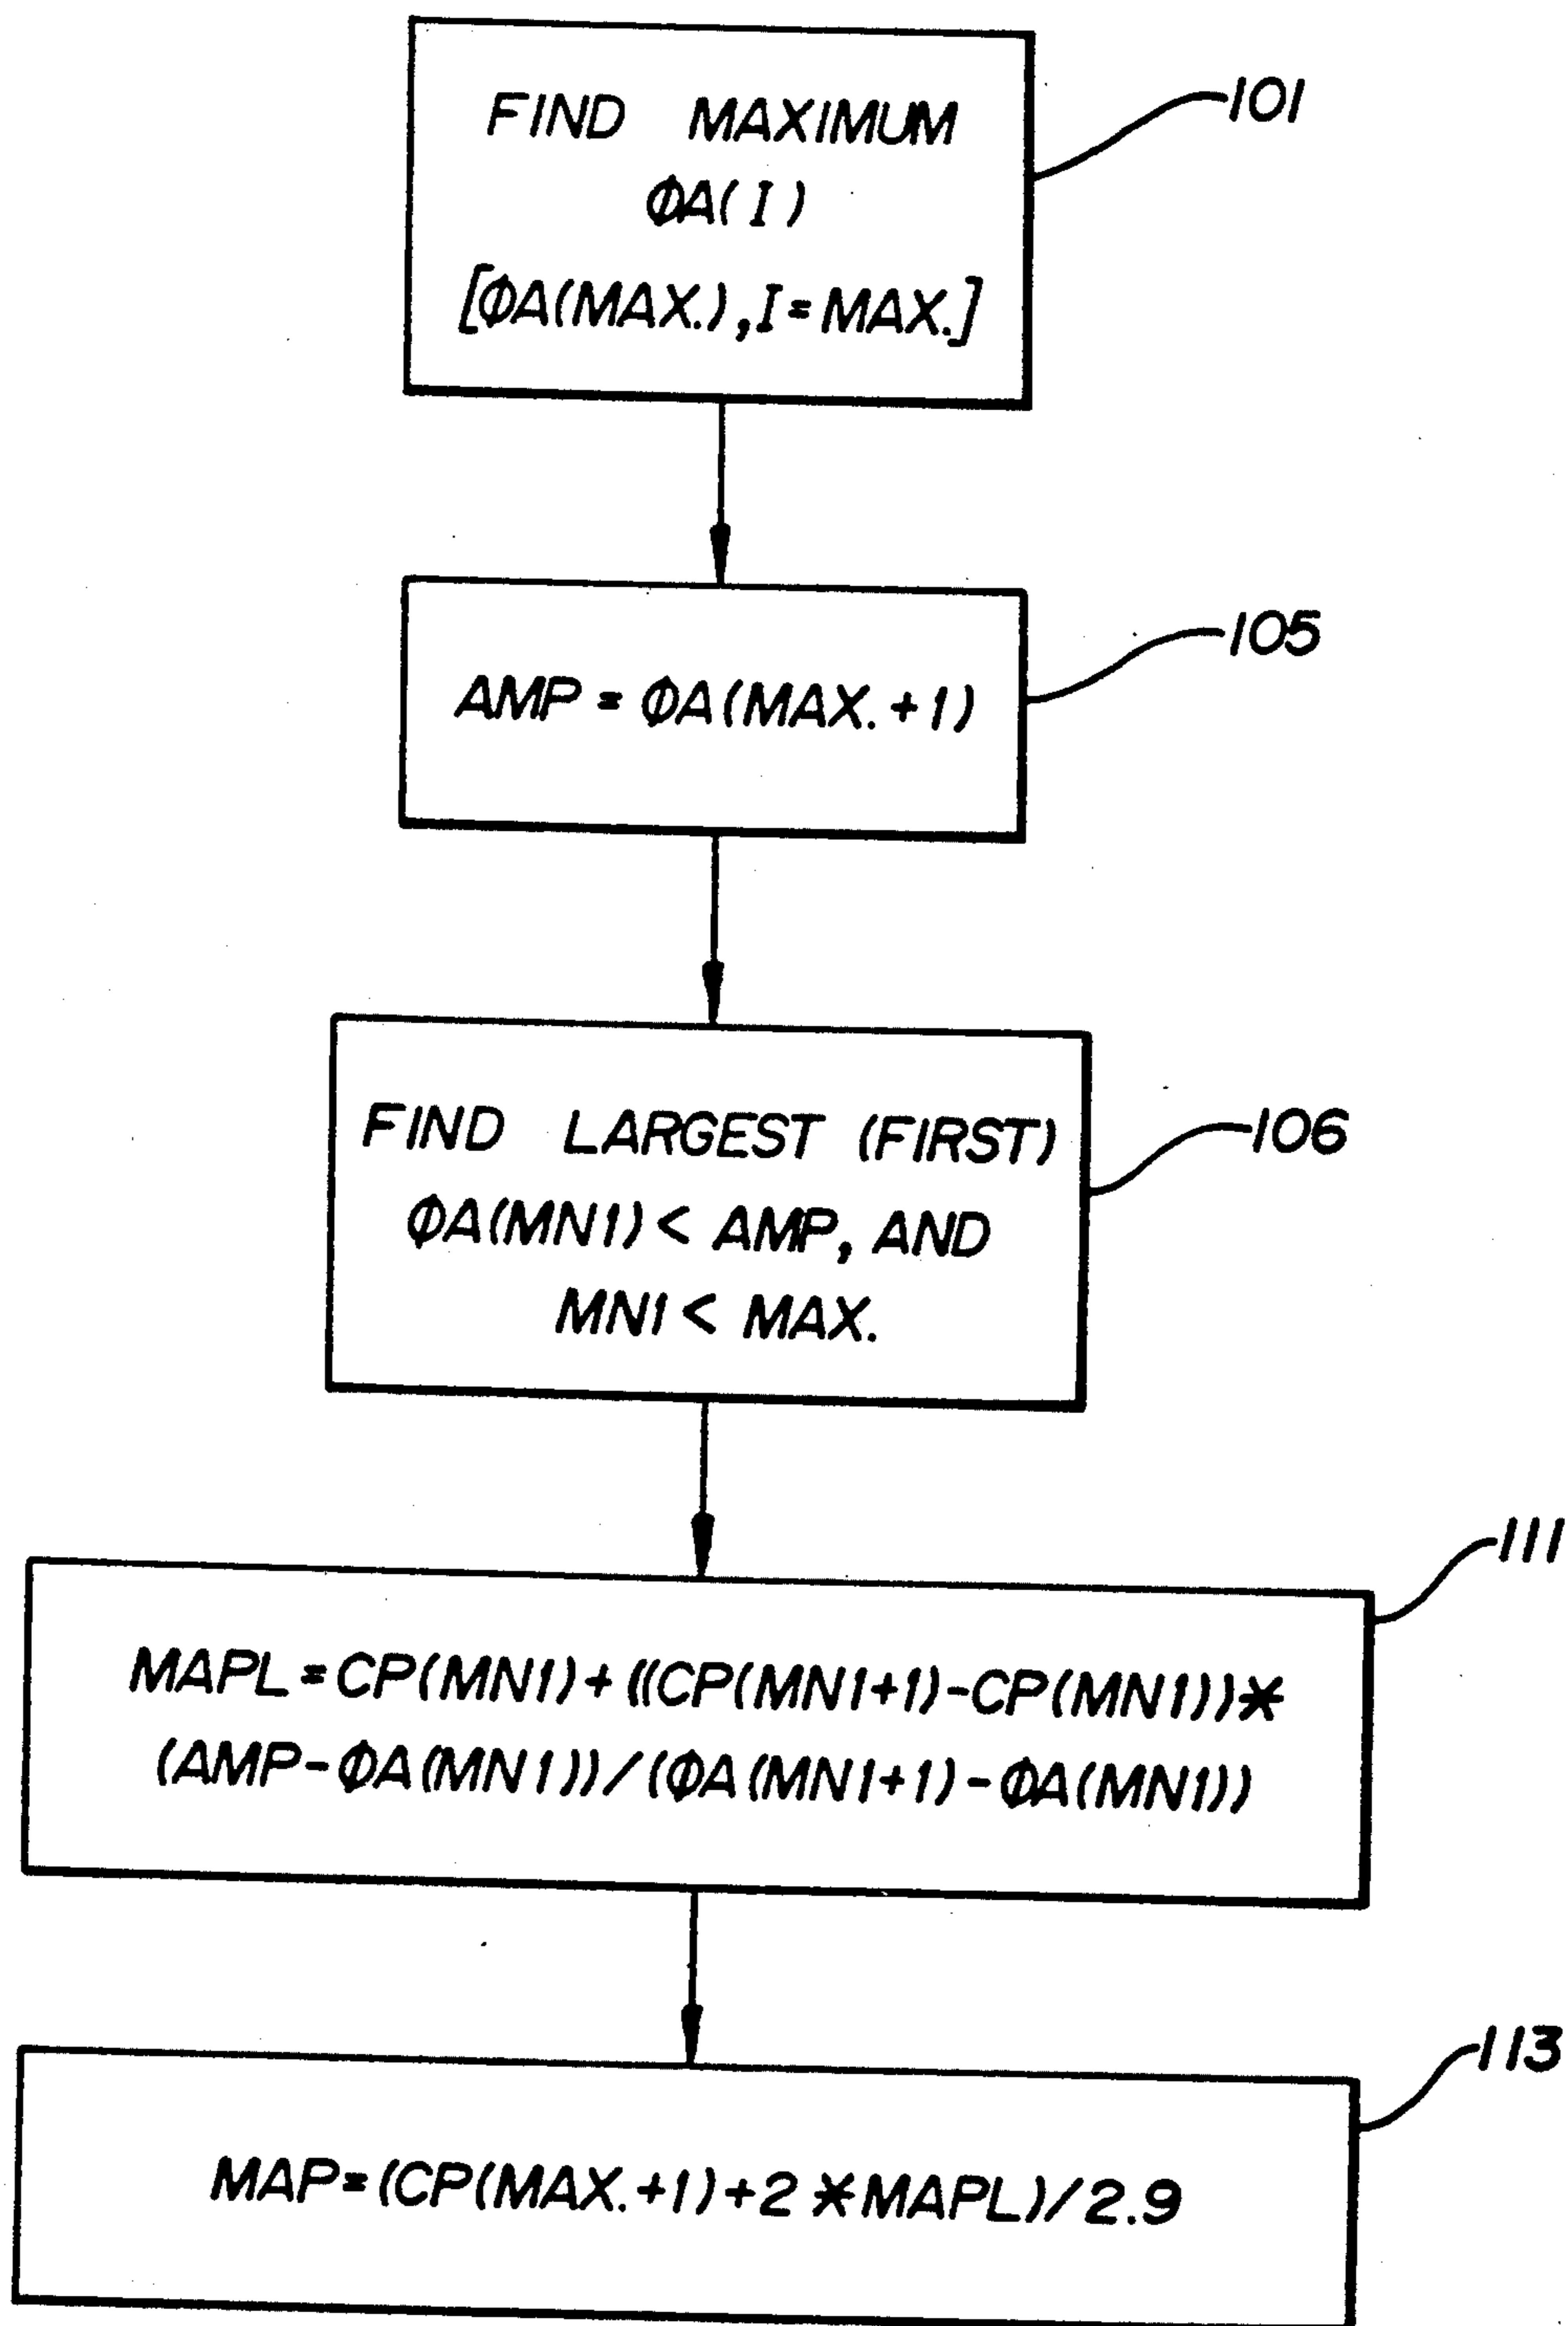 FIND MAXIMUM
ΦA(I)
[ΦA(MAX.),I=MAX.]
101
AMP = ΦA(MAX. +1)
105
FIND LARGEST (FIRST)
ΦA(MN1) < AMP, AND
MN1 < MAX.
106
MAPL = CP(MN1) + ((CP(MN1+1)-CP(MN1))*
(AMP-ΦA(MN1))/(ΦA(MN1+1)-ΦA(MN1))
111
MAP=(CP(MAX.+1)+2*MAPL)/2.9
113